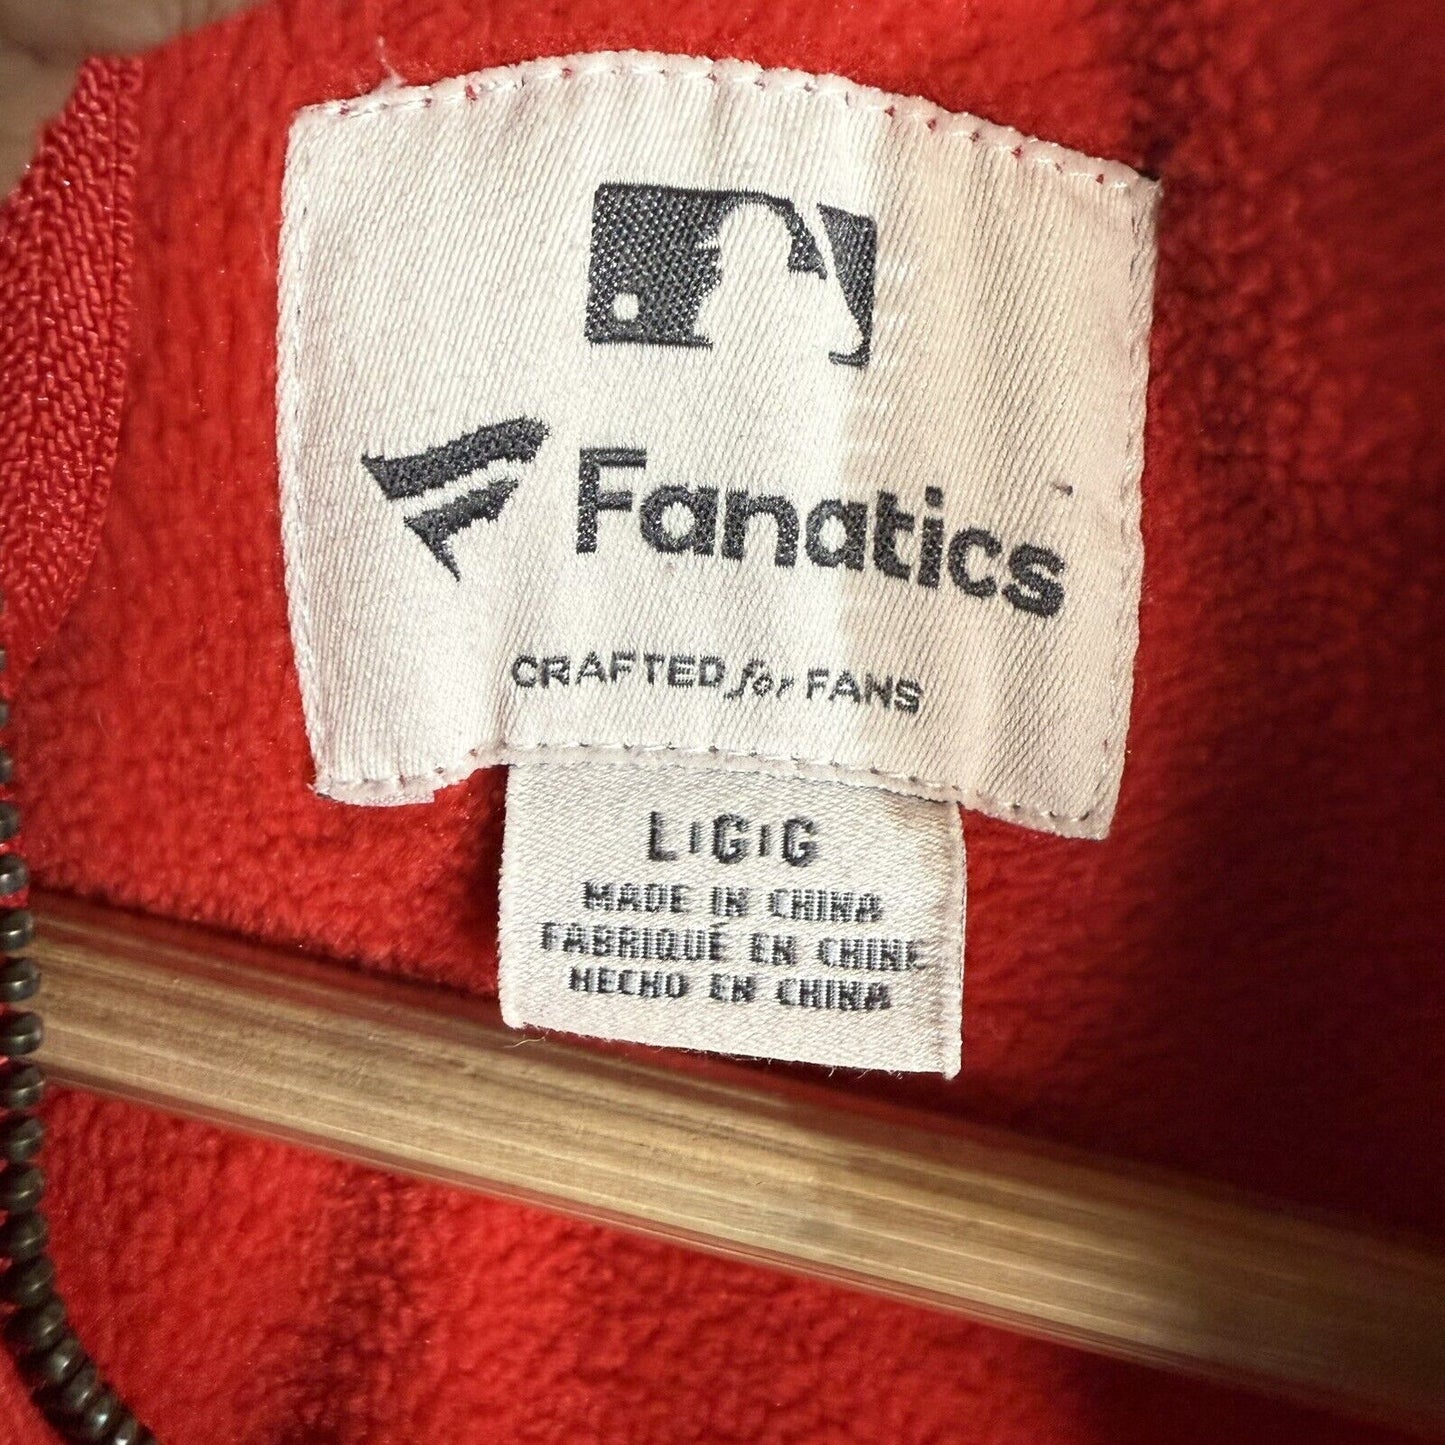 Fanatics
CRAFTED for FANS
L|G|G
MADE IN CHINA
FABRIQUÉ EN CHINE
HECHO EN CHINA